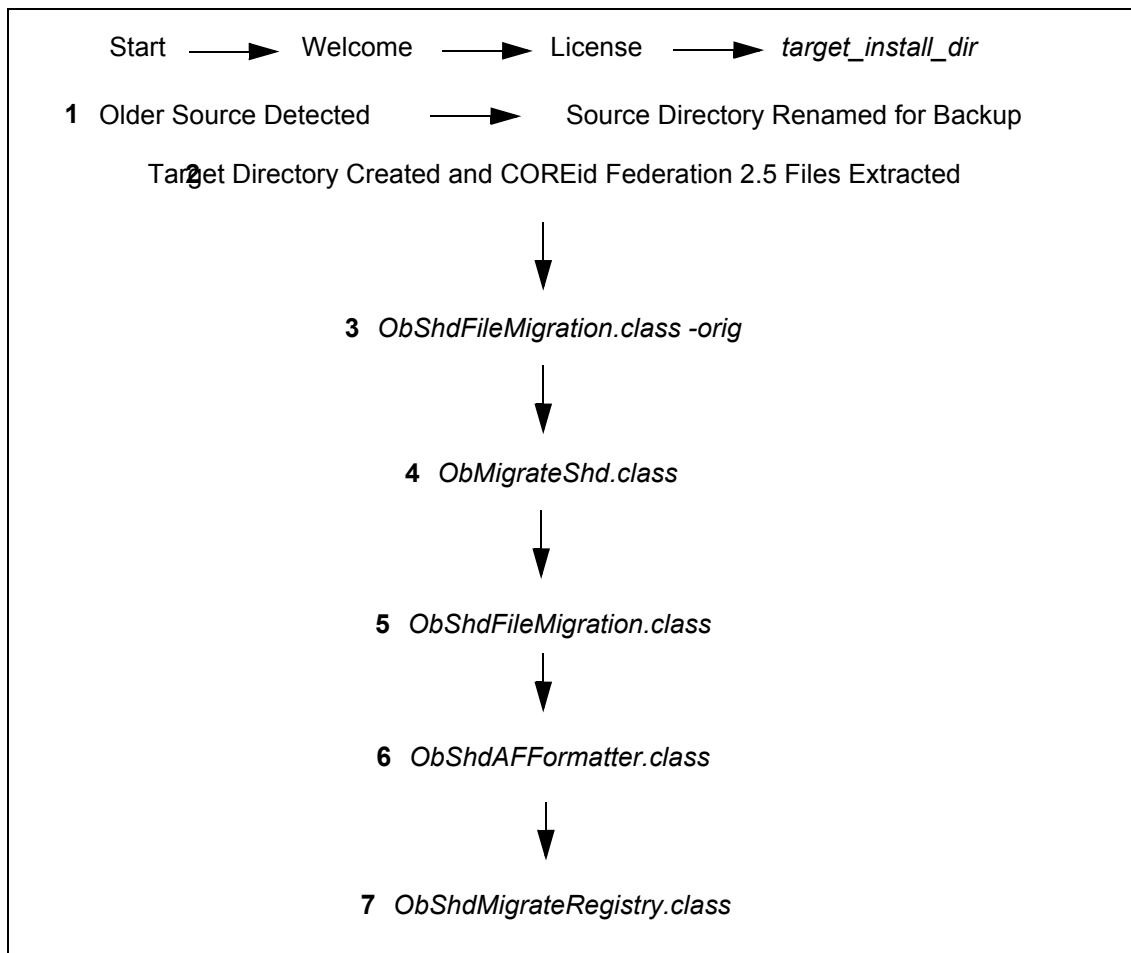 Start Welcome License target_install_dir
1 Older Source Detected Source Directory Renamed for Backup
2 Target Directory Created and COREid Federation 2.5 Files Extracted
3 ObShdFileMigration.class -orig
4 ObMigrateShd.class
5 ObShdFileMigration.class
6 ObShdAFFormatter.class
7 ObShdMigrateRegistry.class